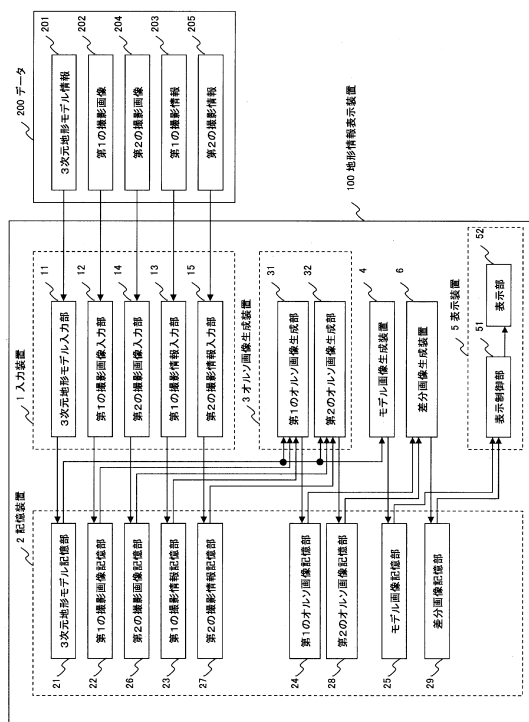 200 データ
201
3次元地形モデル情報
202
第1の撮影画像
204
第2の撮影画像
203
第1の撮影情報
205
第2の撮影情報
100 地形情報表示装置
1 入力装置
11
3次元地形モデル入力部
12
第1の撮影画像入力部
14
第2の撮影画像入力部
13
第1の撮影情報入力部
15
第2の撮影情報入力部
3 オルソ画像生成装置
31
第1のオルソ画像生成部
32
第2のオルソ画像生成部
4
モデル画像生成装置
6
差分画像生成装置
5 表示装置
51
表示制御部
52
表示部
2 記憶装置
3次元地形モデル記憶部
21
第1の撮影画像記憶部
22
第2の撮影画像記憶部
26
第1の撮影情報記憶部
23
第2の撮影情報記憶部
27
第1のオルソ画像記憶部
24
第2のオルソ画像記憶部
28
モデル画像記憶部
25
差分画像記憶部
29